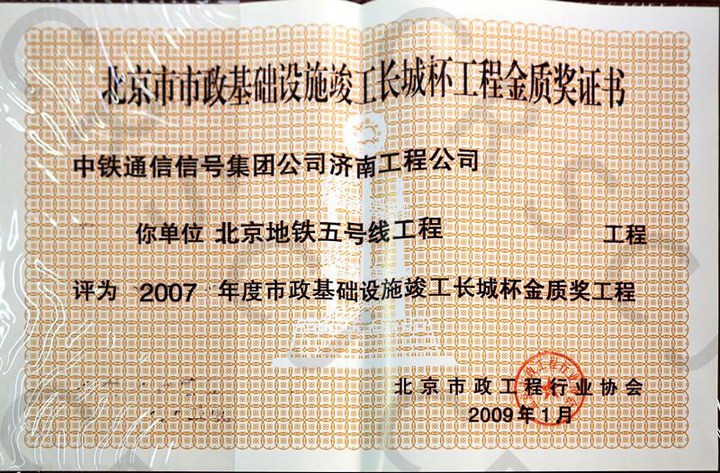 北京市市政基础设施竣工长城杯工程金质奖证书
中铁通信信号集团公司济南工程公司
你单位 北京地铁五号线工程 工程
评为 2007 年度市政基础设施竣工长城杯金质奖工程
北京市政工程行业协会
2009年1月